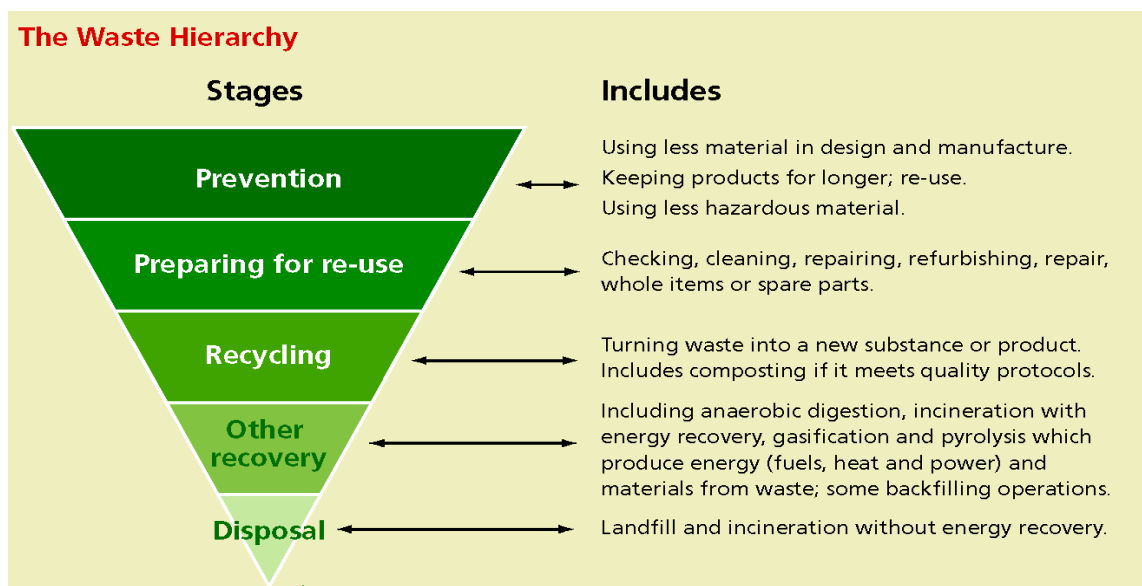 The Waste Hierarchy
Stages
Includes
Prevention
Using less material in design and manufacture.
Keeping products for longer; re-use.
Using less hazardous material.
Preparing for re-use
Checking, cleaning, repairing, refurbishing, repair,
whole items or spare parts.
Recycling
Turning waste into a new substance or product.
Includes composting if it meets quality protocols.
Other
recovery
Including anaerobic digestion, incineration with
energy recovery, gasification and pyrolysis which
produce energy (fuels, heat and power) and
materials from waste; some backfilling operations.
Disposal
Landfill and incineration without energy recovery.